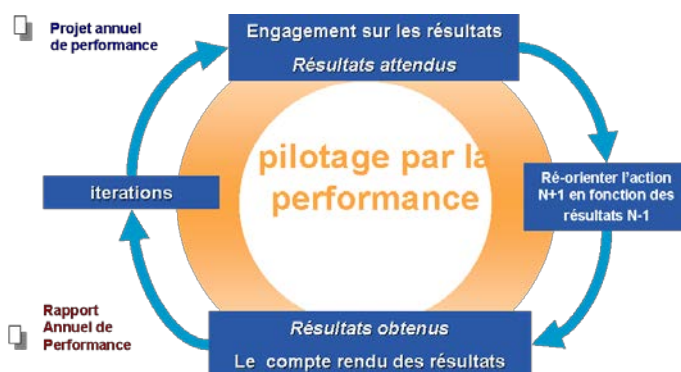 Projet annuel
de performance
Engagement sur les résultats
Résultats attendus
pilotage par la
performance
iterations
Ré-orienter l'action
N+1 en fonction des
résultats N-1
Rapport
Annuel de
Performance
Résultats obtenus
Le compte rendu des résultats